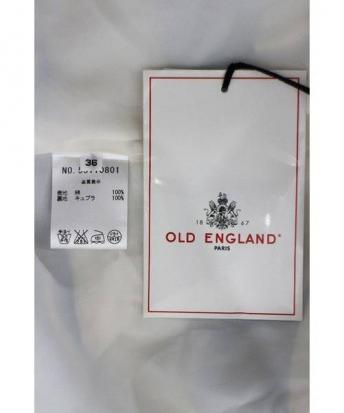 36
NO. 55110801
品質表示
表地 綿 100%
裏地 キュプラ 100%
18 67
OLD ENGLAND
PARIS